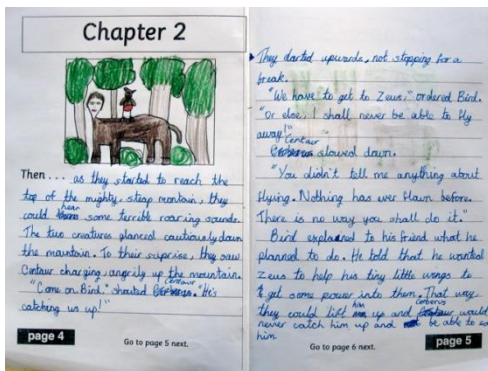 Chapter 2
Then ... as they started to reach the
top of the mighty, steap montain, they
could hear some terrible roaring sounds.
The two creatures glanced cautiously down
the mountain. To their suprise, they saw
Centaur charging, angrily up the mountain.
"Come on Bird." shouted Centaur. "He's
catching us up!"
page 4
Go to page 5 next.
They darted upwards, not stopping for a
break.
"We have to get to Zeus," ordered Bird.
"or else, I shall never be able to fly
away!"
Centaur slowed down.
"You didn't tell me anything about
flying. Nothing has ever flown before.
There is no way you shall do it."
Bird explained to his friend what he
planned to do. He told that he wanted
Zeus to help his tiny little wings to
get some power into them. That way
they could lift him up and Cerberus would
never catch him up and be able to ea
him
Go to page 6 next.
page 5